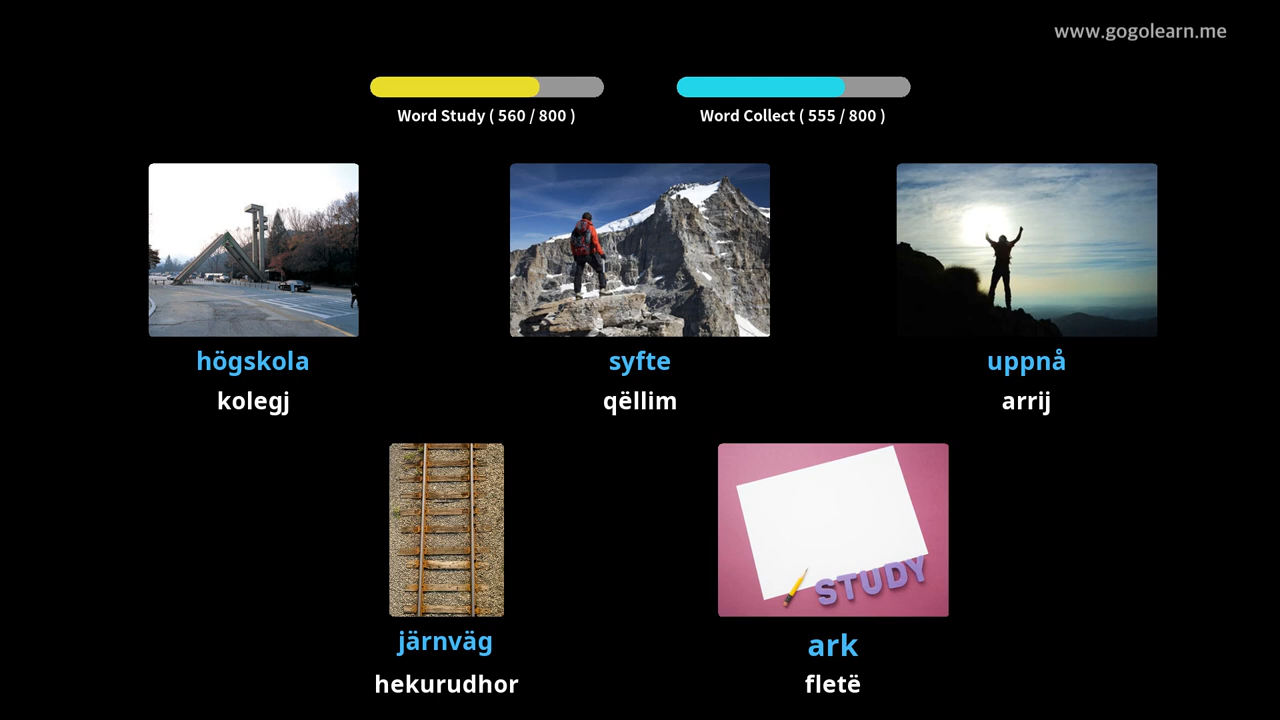 www.gogolearn.me
Word Study ( 560 / 800 )
Word Collect ( 555 / 800 )
högskola
syfte
uppnå
kolegj
qëllim
arrij
STUDY
järnväg
ark
hekurudhor
fletë